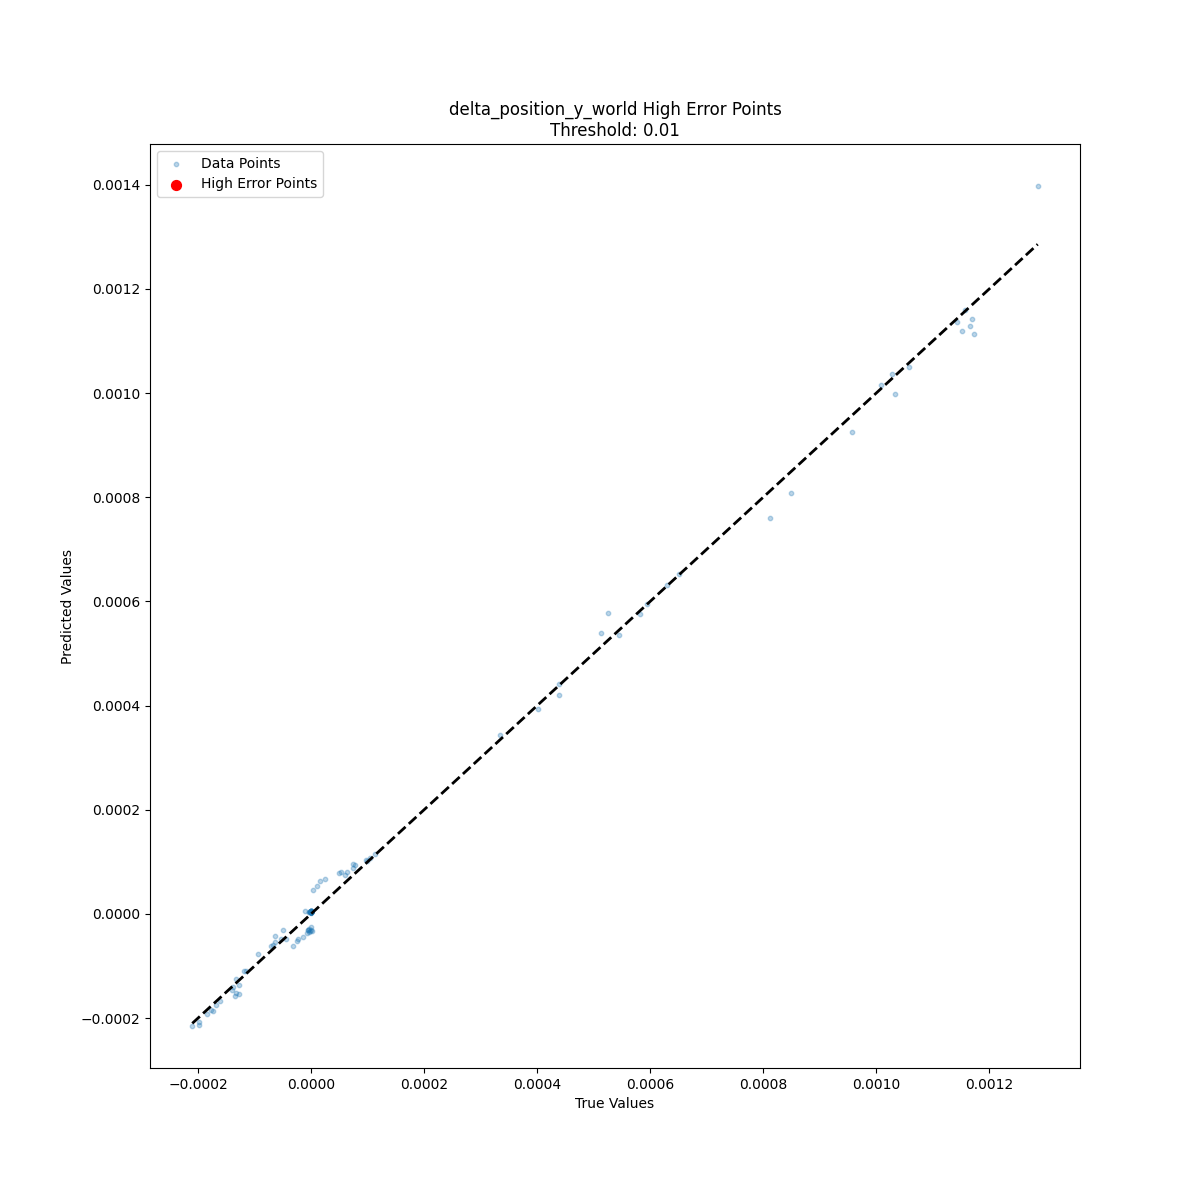 delta_position_y_world High Error Points
Threshold: 0.01
Data Points
High Error Points
0.0014
0.0012
0.0010
0.0008
0.0006
0.0004
0.0002
0.0000
−0.0002
Predicted Values
−0.0002
0.0000
0.0002
0.0004
0.0006
0.0008
0.0010
0.0012
True Values